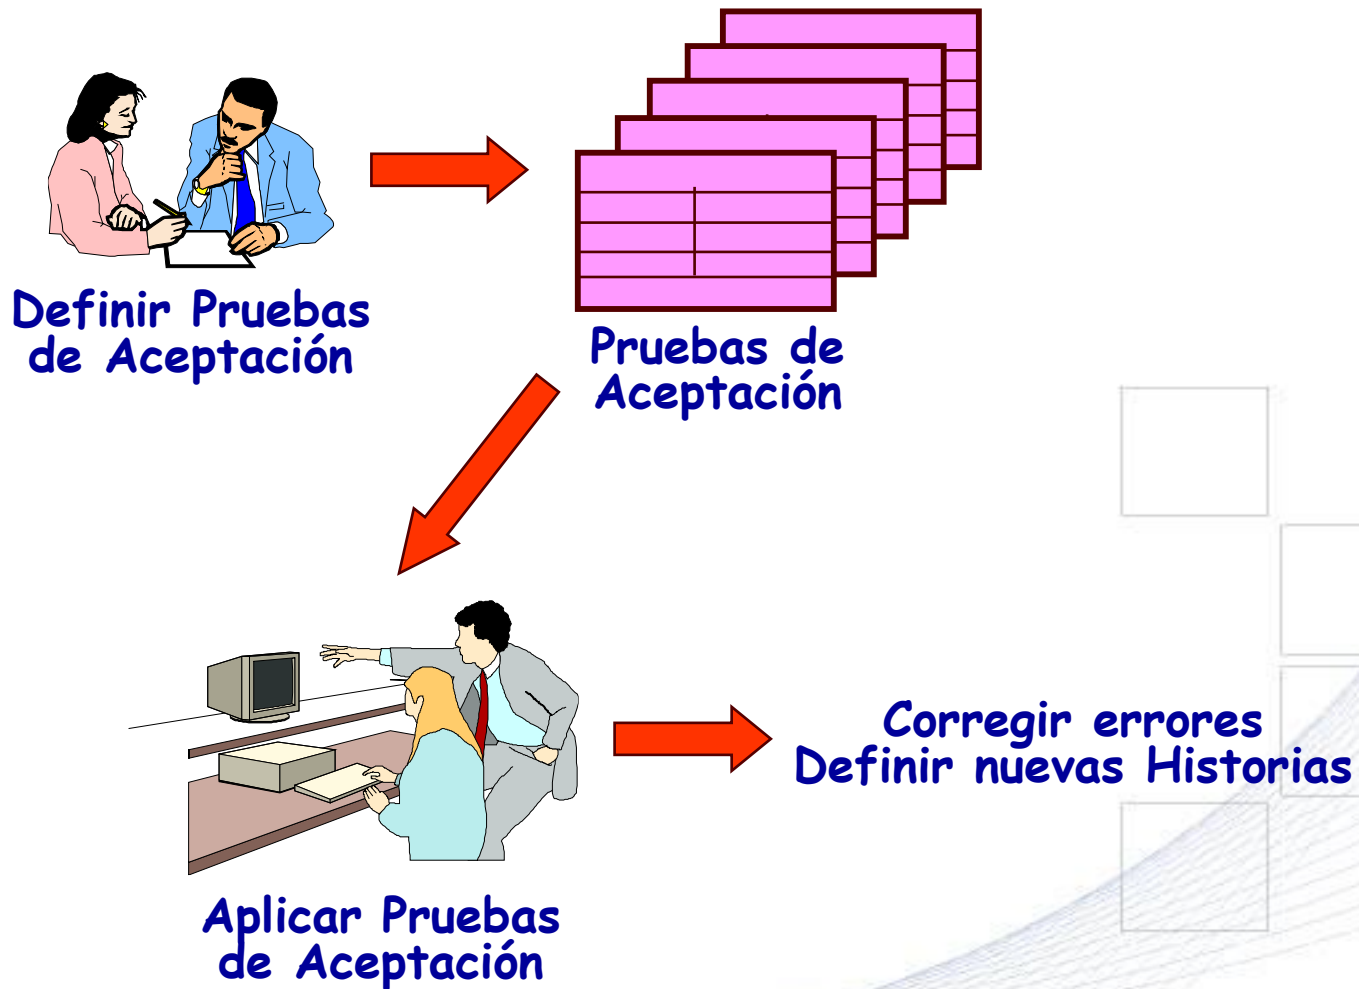 Definir Pruebas
de Aceptación
Pruebas de
Aceptación
Aplicar Pruebas
de Aceptación
Corregir errores
Definir nuevas Historias